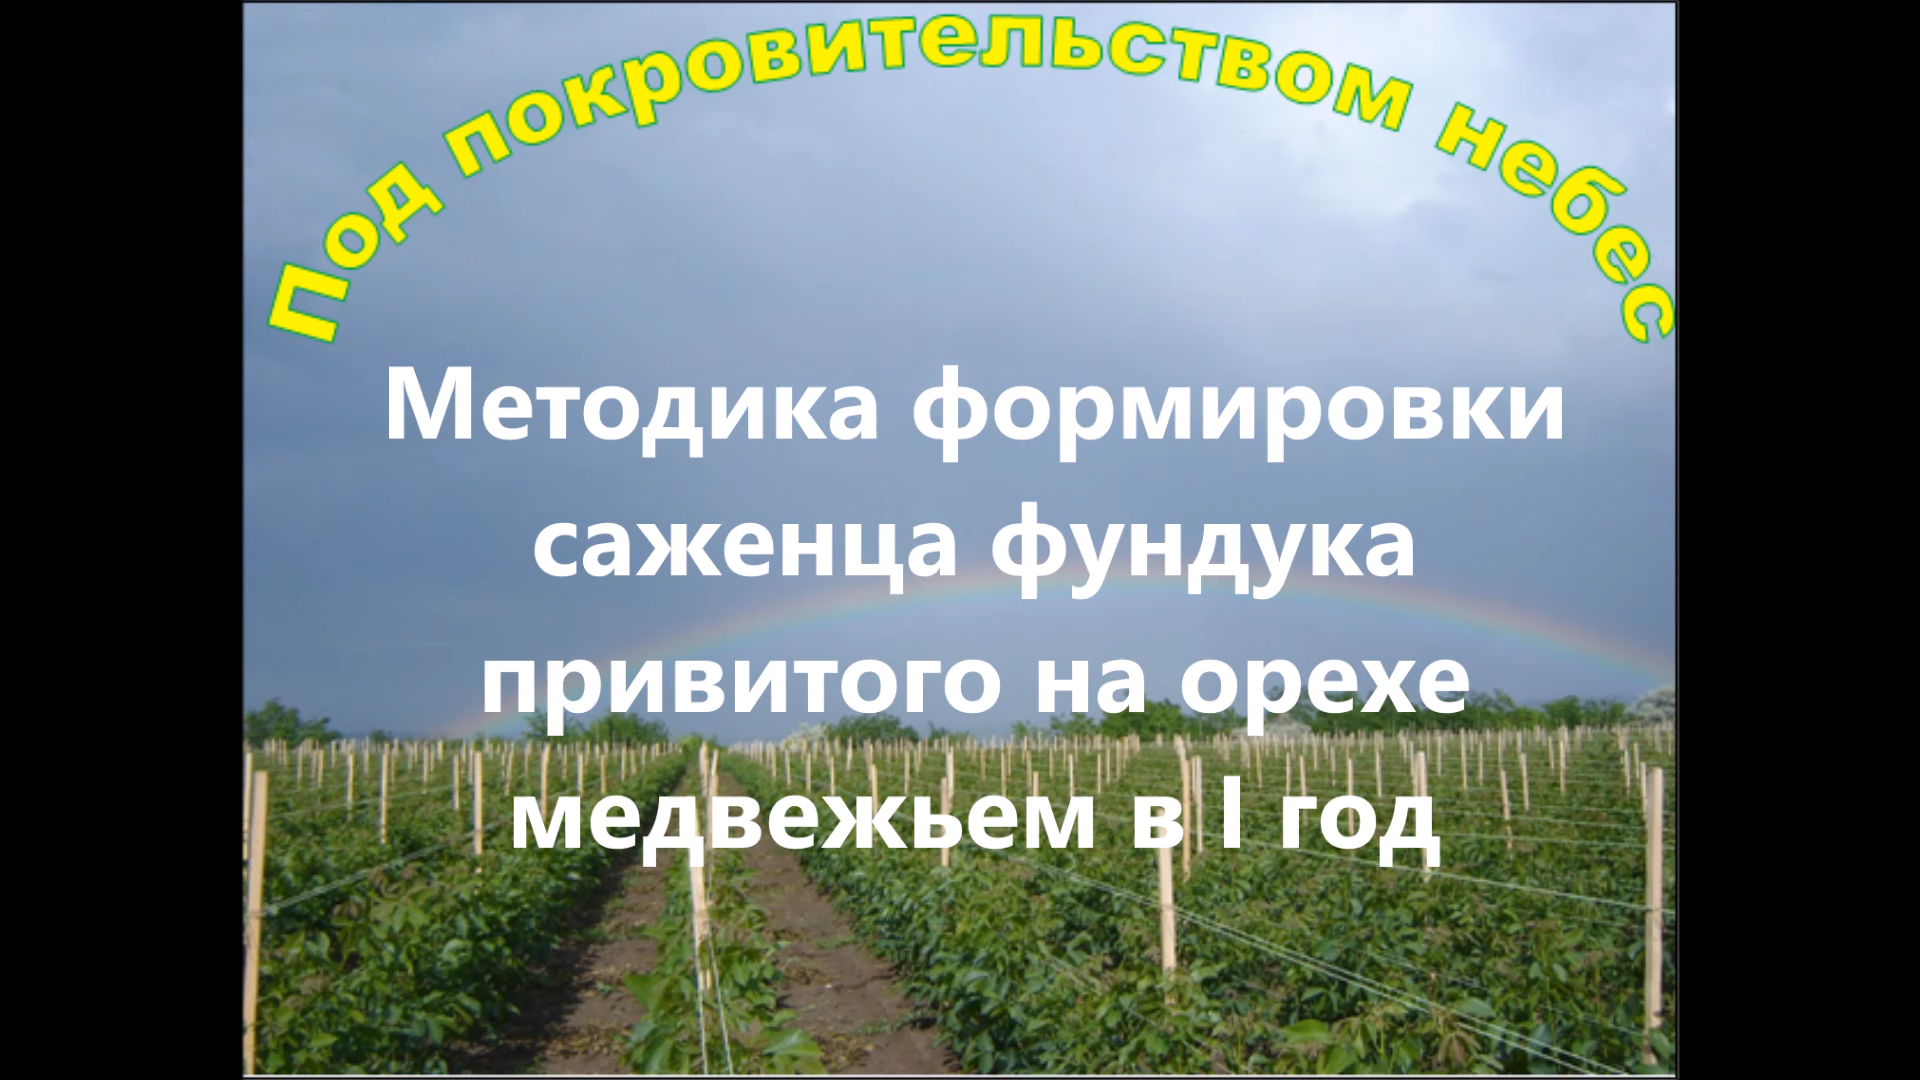 Под покровительством небес
Методика формировки
саженца фундука
привитого на орехе
медвежьем в I год